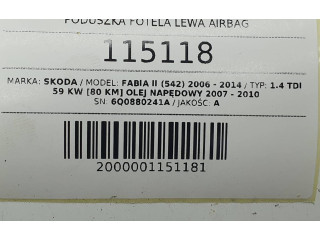 PODUSZKA FOTELA LEWA AIRBAG
115118
MARKA: SKODA / MODEL: FABIA II (542) 2006 - 2014 / TYP: 1.4 TDI
59 KW [80 KM] OLEJ NAPĘDOWY 2007 - 2010
SN: 6Q0880241A / JAKOŚĆ: A
2000001151181